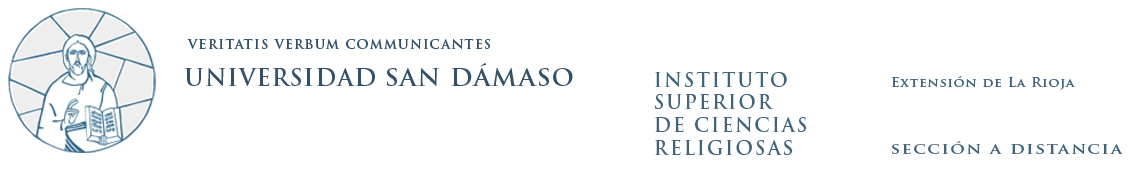 VERITATIS VERBUM COMMUNICANTES
UNIVERSIDAD SAN DÁMASO
INSTITUTO
SUPERIOR
DE CIENCIAS
RELIGIOSAS
EXTENSIÓN DE LA RIOJA
SECCIÓN A DISTANCIA